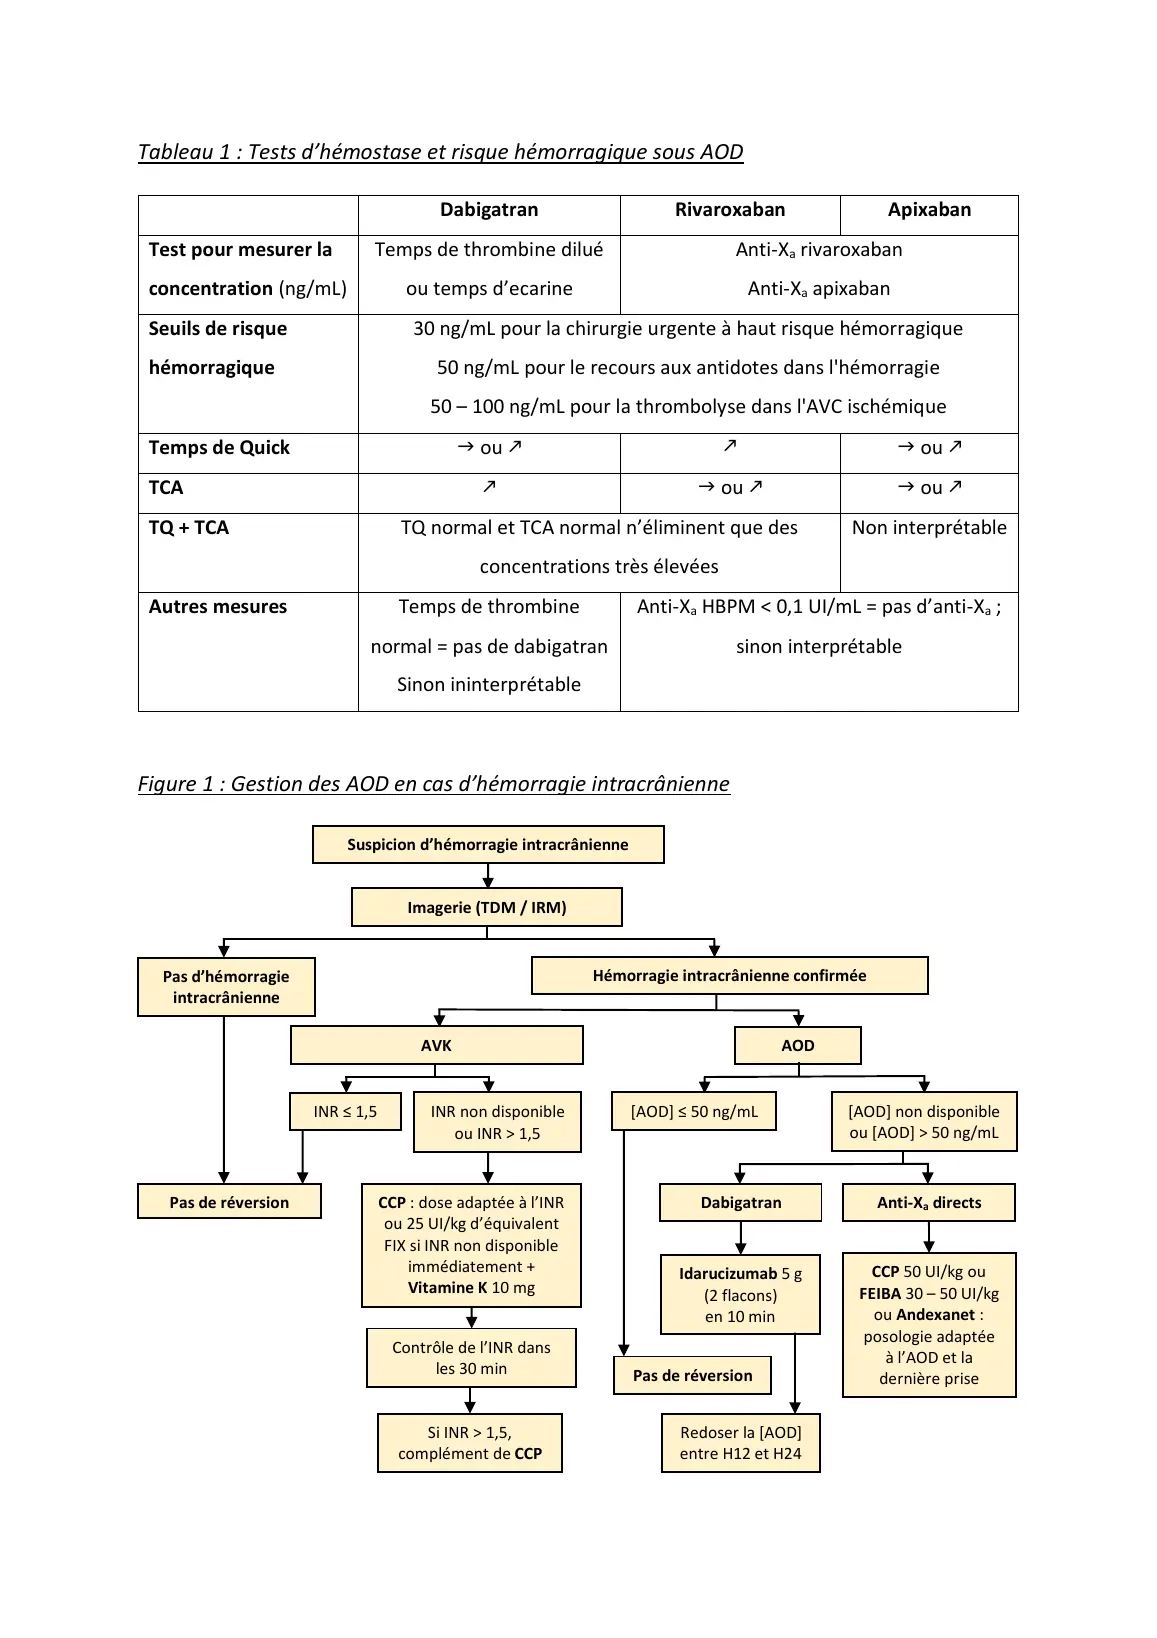 Tableau 1 : Tests d’hémostase et risque hémorragique sous AOD
Dabigatran
Rivaroxaban
Apixaban
Test pour mesurer la
concentration (ng/mL)
Temps de thrombine dilué
ou temps d’ecarine
Anti-Xa rivaroxaban
Anti-Xa apixaban
Seuils de risque
hémorragique
30 ng/mL pour la chirurgie urgente à haut risque hémorragique
50 ng/mL pour le recours aux antidotes dans l'hémorragie
50 – 100 ng/mL pour la thrombolyse dans l'AVC ischémique
Temps de Quick
→ ou ↗
↗
→ ou ↗
TCA
↗
→ ou ↗
→ ou ↗
TQ + TCA
TQ normal et TCA normal n’éliminent que des
concentrations très élevées
Non interprétable
Autres mesures
Temps de thrombine
normal = pas de dabigatran
Sinon ininterprétable
Anti-Xa HBPM < 0,1 UI/mL = pas d’anti-Xa ;
sinon interprétable
Figure 1 : Gestion des AOD en cas d’hémorragie intracrânienne
Suspicion d’hémorragie intracrânienne
Imagerie (TDM / IRM)
Pas d’hémorragie
intracrânienne
Hémorragie intracrânienne confirmée
AVK
AOD
INR ≤ 1,5
INR non disponible
ou INR > 1,5
[AOD] ≤ 50 ng/mL
[AOD] non disponible
ou [AOD] > 50 ng/mL
Pas de réversion
CCP : dose adaptée à l’INR
ou 25 UI/kg d’équivalent
FIX si INR non disponible
immédiatement +
Vitamine K 10 mg
Dabigatran
Anti-Xa directs
Idarucizumab 5 g
(2 flacons)
en 10 min
CCP 50 UI/kg ou
FEIBA 30 – 50 UI/kg
ou Andexanet :
posologie adaptée
à l’AOD et la
dernière prise
Contrôle de l’INR dans
les 30 min
Pas de réversion
Si INR > 1,5,
complément de CCP
Redoser la [AOD]
entre H12 et H24